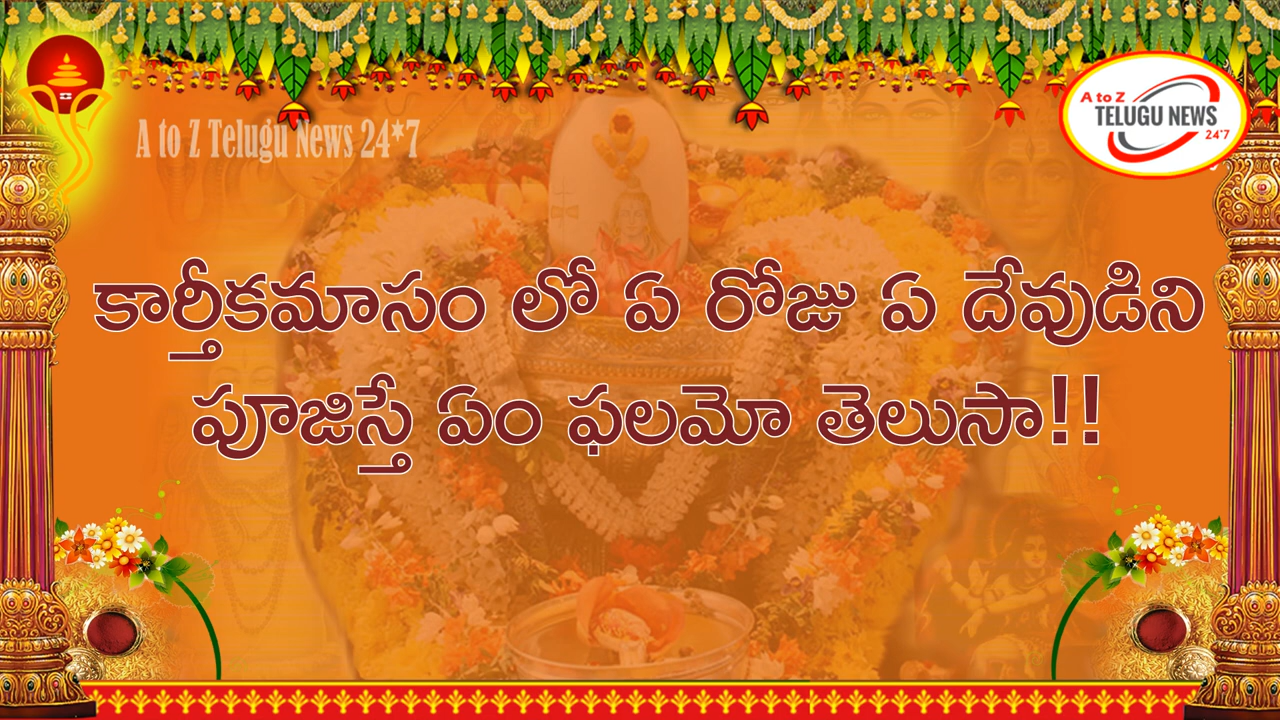 A to Z Telugu News 24*7
A to Z
TELUGU NEWS
24*7
కార్తీకమాసం లో ఏ రోజు ఏ దేవుడిని
పూజిస్తే ఏం ఫలమో తెలుసా!!